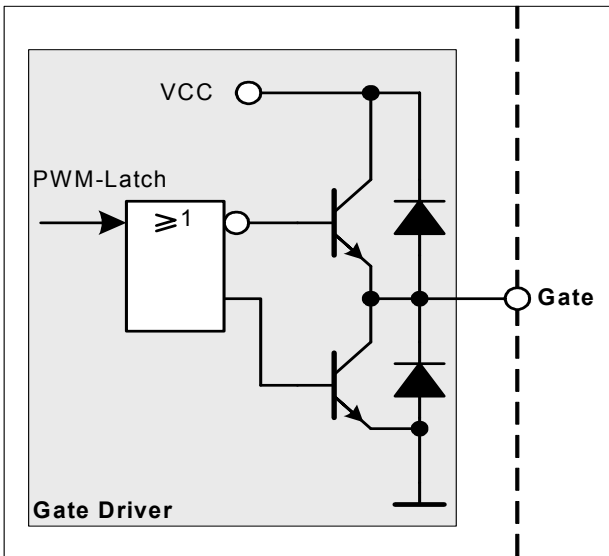 VCC
PWM-Latch
≥1
Gate
Gate Driver